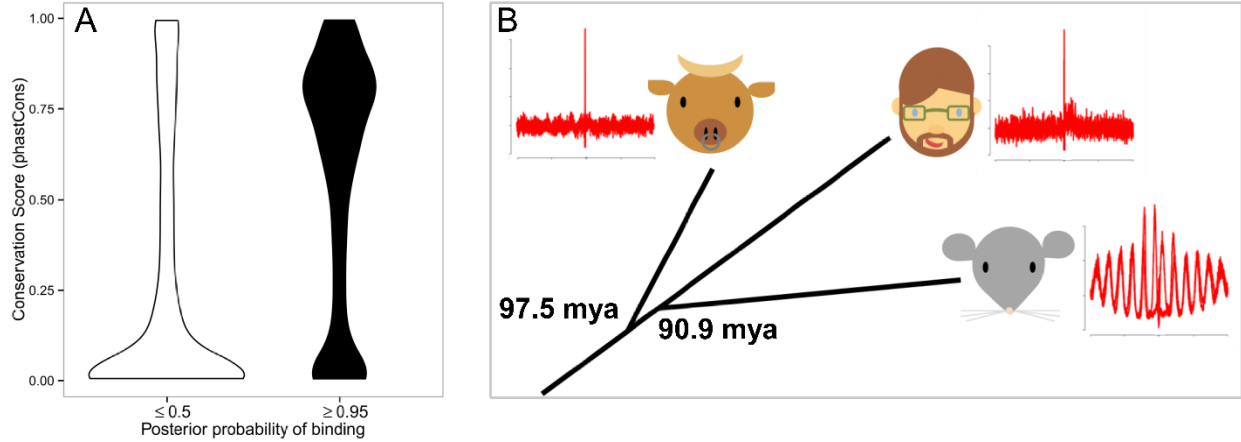 A
1.00
0.75
0.50
0.25
0.00
Conservation Score (phastCons)
≤ 0.5
≥ 0.95
Posterior probability of binding
B
97.5 mya
90.9 mya